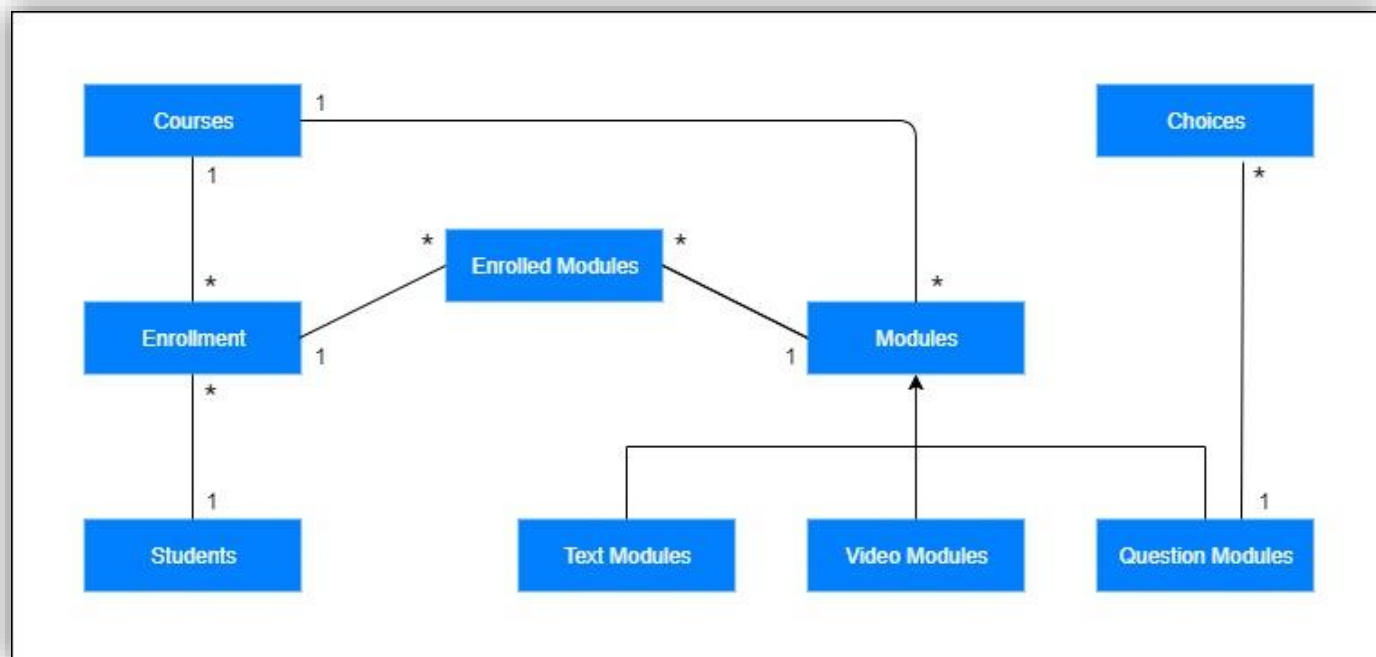 Courses
1
1
Choices
*
*
Enrolled Modules
*
*
Enrollment
1
*
Modules
1
*
1
Students
Text Modules
Video Modules
1
Question Modules